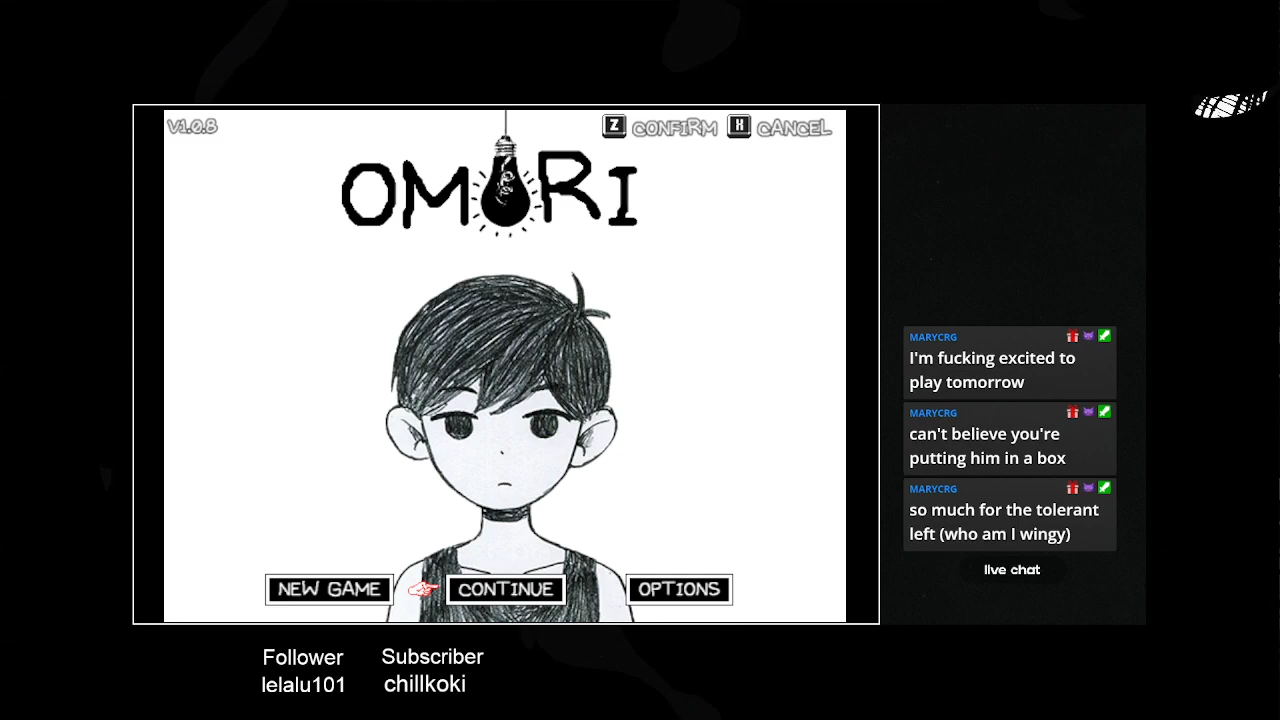 V1.0.8
Z CONFIRM X CANCEL
OMORI
NEW GAME
CONTINUE
OPTIONS
MARYCRG
I'm fucking excited to
play tomorrow
MARYCRG
can't believe you're
putting him in a box
MARYCRG
so much for the tolerant
left (who am I wingy)
live chat
Follower
lelalu101
Subscriber
chillkoki